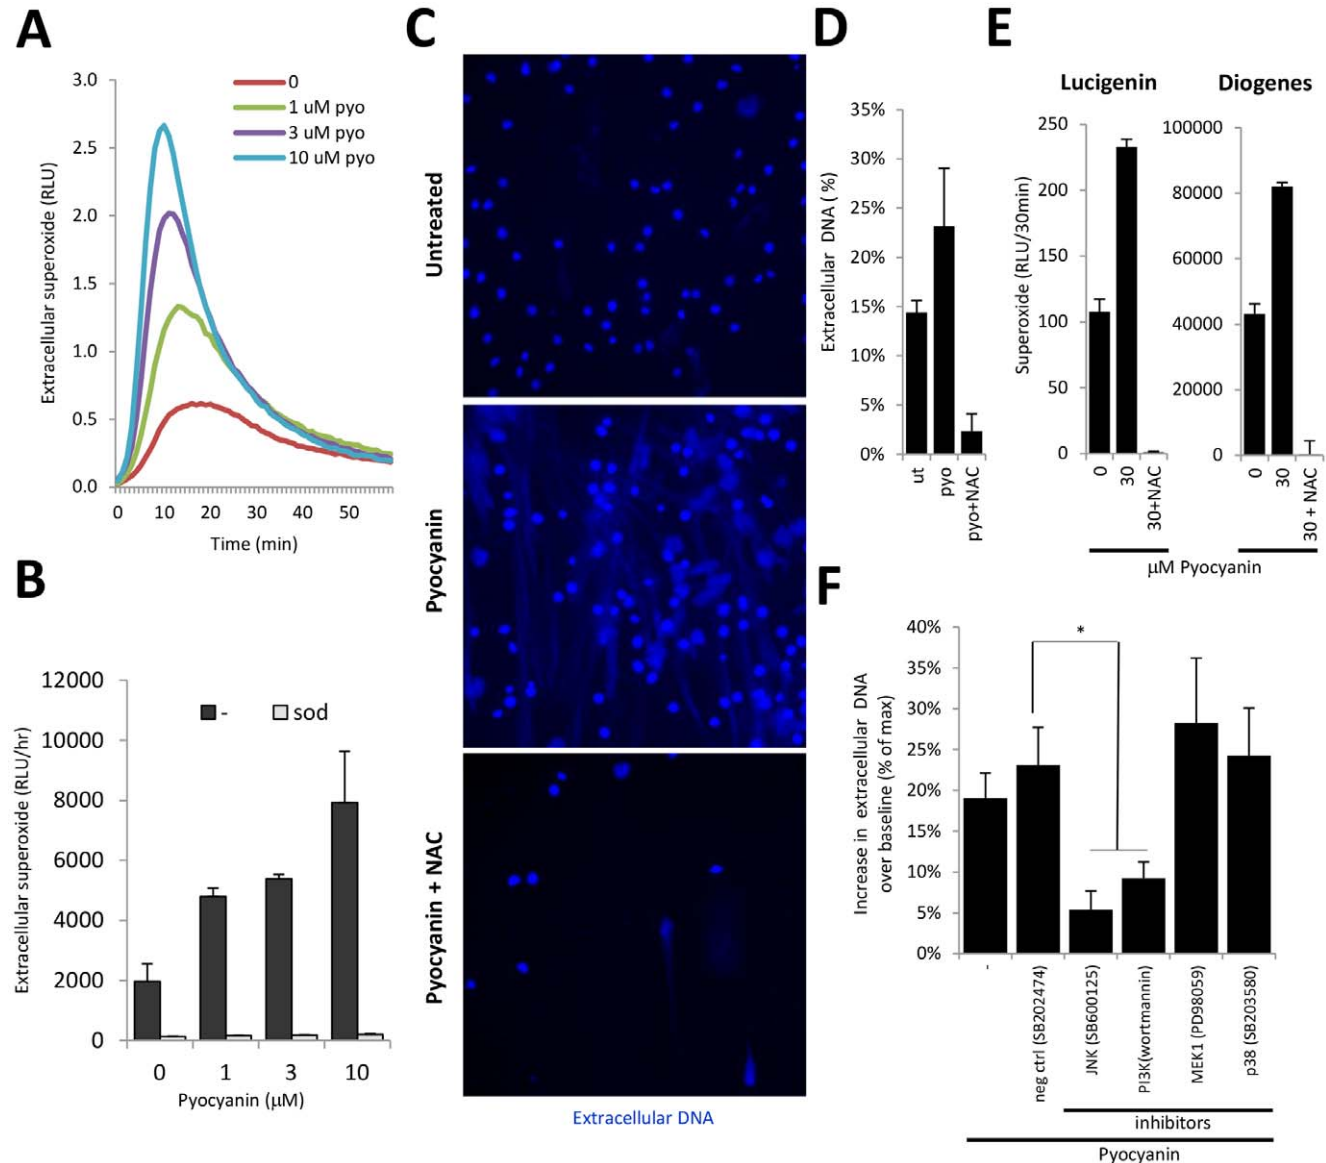 A
3.0
2.5
2.0
1.5
1.0
0.5
0.0
0
10
20
30
40
50
Extracellular superoxide (RLU)
Time (min)
0
1 uM pyo
3 uM pyo
10 uM pyo
B
12000
10000
8000
6000
4000
2000
0
Extracellular superoxide (RLU/hr)
-
sod
0
1
3
10
Pyocyanin (μM)
C
Untreated
Pyocyanin
Pyocyanin + NAC
Extracellular DNA
D
35%
30%
25%
20%
15%
10%
5%
0%
Extracellular DNA (%)
ut
pyo
pyo+NAC
E
Lucigenin
Diogenes
250
200
150
100
50
0
Superoxide (RLU/30min)
0
30
30+NAC
100000
80000
60000
40000
20000
0
0
30
30 + NAC
μM Pyocyanin
F
40%
35%
30%
25%
20%
15%
10%
5%
0%
Increase in extracellular DNA
over baseline (% of max)
*
-
neg ctrl (SB202474)
JNK (SB600125)
PI3K(wortmannin)
MEK1 (PD98059)
p38 (SB203580)
inhibitors
Pyocyanin